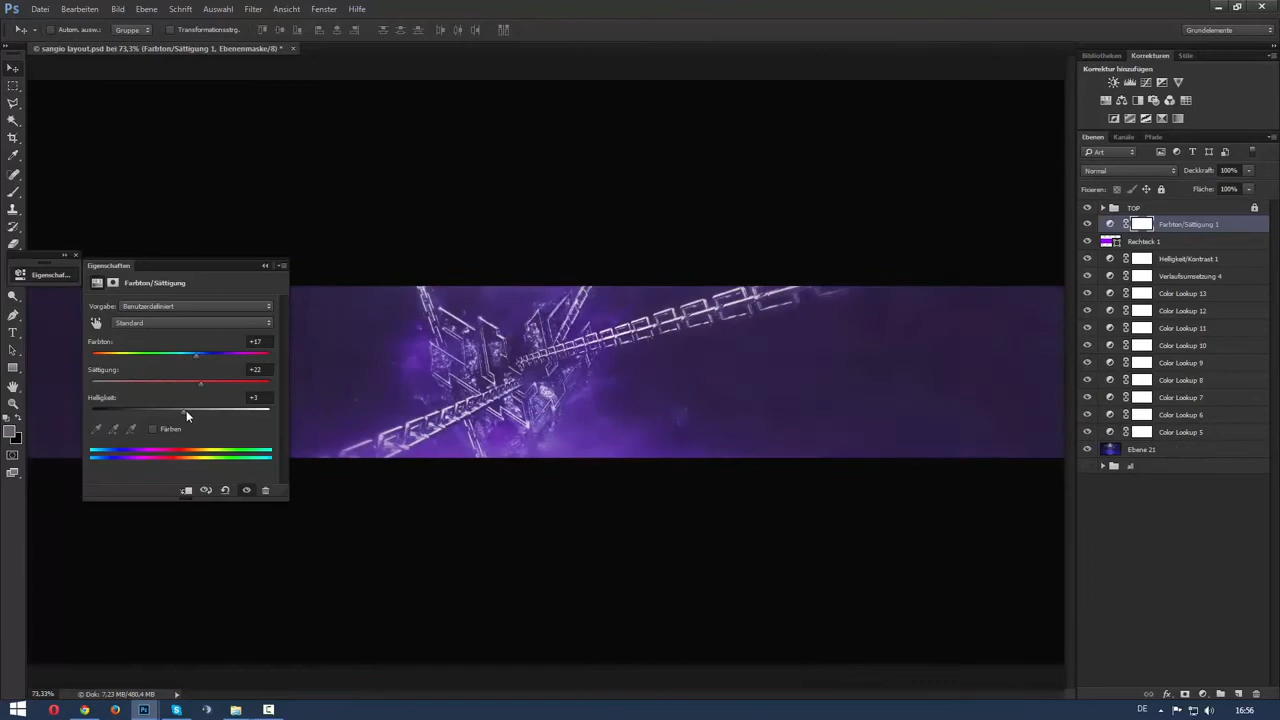 Ps Datei Bearbeiten Bild Ebene Schrift Auswahl Filter Ansicht Fenster Hilfe
Autom. ausw.: Gruppe Transformationsstrg. Grundelemente
© sangio layout.psd bei 73,3% (Farbton/Sättigung 1, Ebenenmaske/8) *
Bibliotheken Korrekturen Stile
Korrektur hinzufügen
Ebenen Kanäle Pfade
Art
Normal Deckkraft: 100%
Fixieren: Fläche: 100%
TOP
Farbton/Sättigung 1
Rechteck 1
Helligkeit/Kontrast 1
Verlaufsumsetzung 4
Color Lookup 13
Color Lookup 12
Color Lookup 11
Color Lookup 10
Color Lookup 9
Color Lookup 8
Color Lookup 7
Color Lookup 6
Color Lookup 5
Ebene 21
all
Eigenschaf...
Eigenschaften
Farbton/Sättigung
Vorgabe: Benutzerdefiniert
Standard
Farbton: +17
Sättigung: +22
Helligkeit: +3
Färben
73,33% Dok: 7,23 MB/480,4 MB
DE 16:56